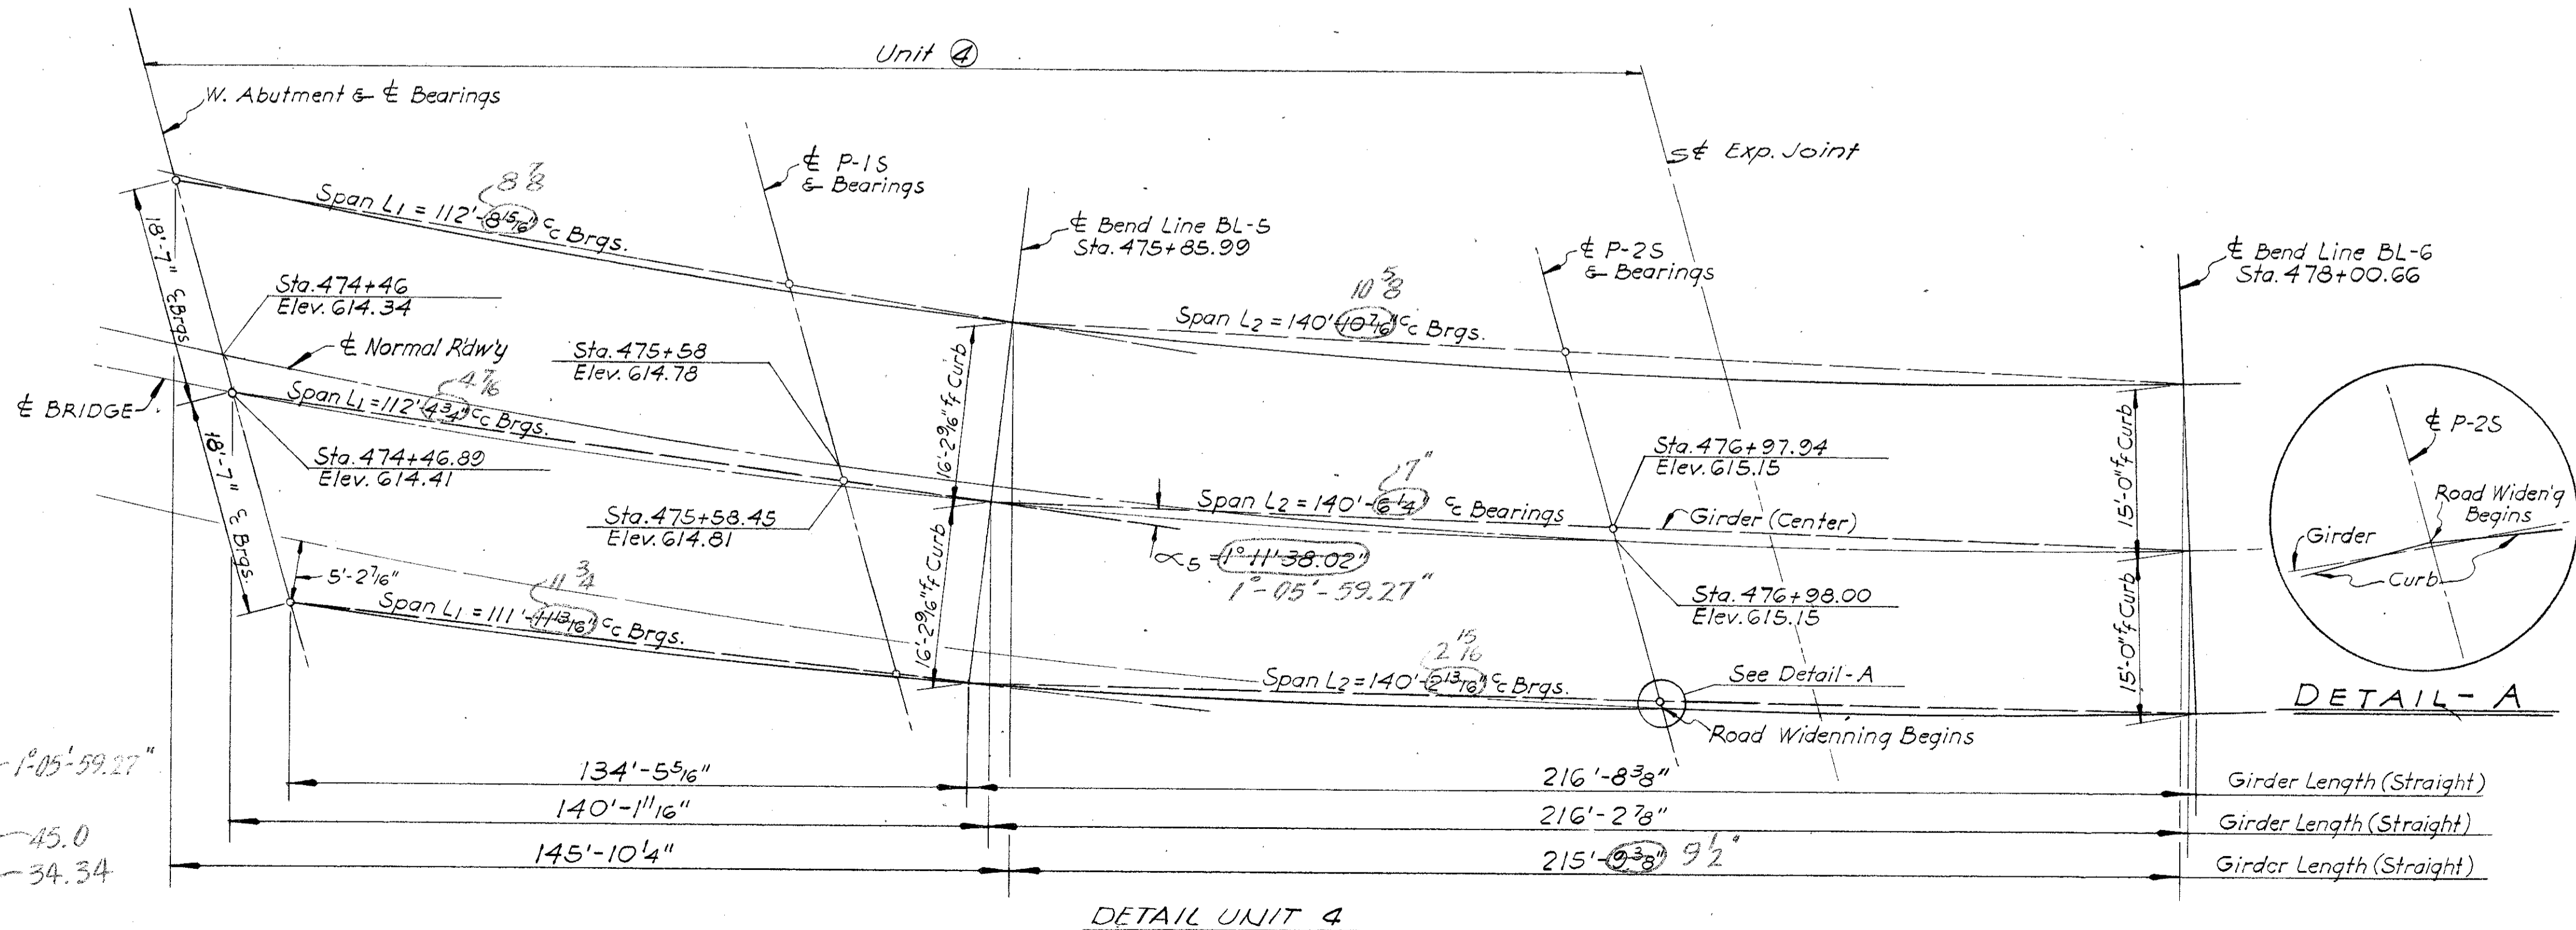 Unit ④
W. Abutment & ℄ Bearings
℄ P-1S
& Bearings
S℄ Exp. Joint
8 7/8
Span L1 = 112'-8 15/16" c/c Brgs.
℄ Bend Line BL-5
Sta. 475+85.99
℄ P-2S
& Bearings
℄ Bend Line BL-6
Sta. 478+00.66
18'-7" ℄ Brgs
Sta. 474+46
Elev. 614.34
10 5/8
Span L2 = 140'-10 7/16" c/c Brgs.
℄ Normal R'dw'y
Sta. 475+58
Elev. 614.78
℄ BRIDGE
4 7/16
Span L1 = 112'-4 3/4" c/c Brgs.
16'-2 9/16" f/f Curb
15'-0" f/f Curb
℄ P-2S
Road Widen'g
Begins
Girder
Curb
DETAIL - A
18'-7" ℄ Brgs.
Sta. 474+46.89
Elev. 614.41
Sta. 475+58.45
Elev. 614.81
7"
Span L2 = 140'-6 1/4" c/c Bearings
Girder (Center)
Sta. 476+97.94
Elev. 615.15
∝5 = 1°11'38.02"
1°-05'-59.27"
Sta. 476+98.00
Elev. 615.15
5'-2 7/16"
11 3/4
Span L1 = 111'-11 13/16" c/c Brgs.
16'-2 9/16" f/f Curb
15'-0" f/f Curb
2 15/16
Span L2 = 140'-2 13/16" c/c Brgs.
See Detail-A
Road Widenning Begins
1°-05'-59.27"
134'-5 5/16"
216'-8 3/8"
Girder Length (Straight)
140'-1 11/16"
216'-2 7/8"
Girder Length (Straight)
45.0
34.34
145'-10 1/4"
215'-9 3/8" 9 1/2"
Girder Length (Straight)
DETAIL UNIT 4